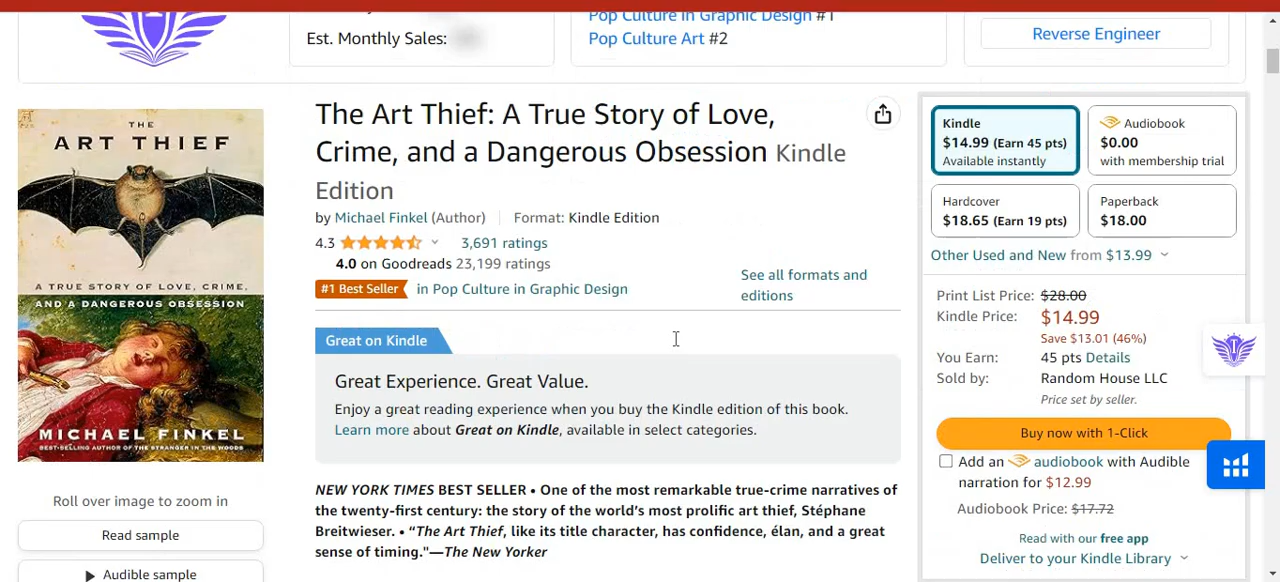 Est. Monthly Sales:
Pop Culture in Graphic Design #1
Pop Culture Art #2
Reverse Engineer
THE
ART THIEF
A TRUE STORY OF LOVE, CRIME,
AND A DANGEROUS OBSESSION
MICHAEL FINKEL
BEST-SELLING AUTHOR OF THE STRANGER IN THE WOODS
Roll over image to zoom in
Read sample
Audible sample
The Art Thief: A True Story of Love,
Crime, and a Dangerous Obsession Kindle
Edition
by Michael Finkel (Author) Format: Kindle Edition
4.3 3,691 ratings
4.0 on Goodreads 23,199 ratings
#1 Best Seller in Pop Culture in Graphic Design
See all formats and
editions
Great on Kindle
Great Experience. Great Value.
Enjoy a great reading experience when you buy the Kindle edition of this book.
Learn more about Great on Kindle, available in select categories.
NEW YORK TIMES BEST SELLER • One of the most remarkable true-crime narratives of
the twenty-first century: the story of the world’s most prolific art thief, Stéphane
Breitwieser. • “The Art Thief, like its title character, has confidence, élan, and a great
sense of timing."—The New Yorker
Kindle
$14.99 (Earn 45 pts)
Available instantly
Audiobook
$0.00
with membership trial
Hardcover
$18.65 (Earn 19 pts)
Paperback
$18.00
Other Used and New from $13.99
Print List Price: $28.00
Kindle Price: $14.99
Save $13.01 (46%)
You Earn: 45 pts Details
Sold by: Random House LLC
Price set by seller.
Buy now with 1-Click
Add an audiobook with Audible
narration for $12.99
Audiobook Price: $17.72
Read with our free app
Deliver to your Kindle Library